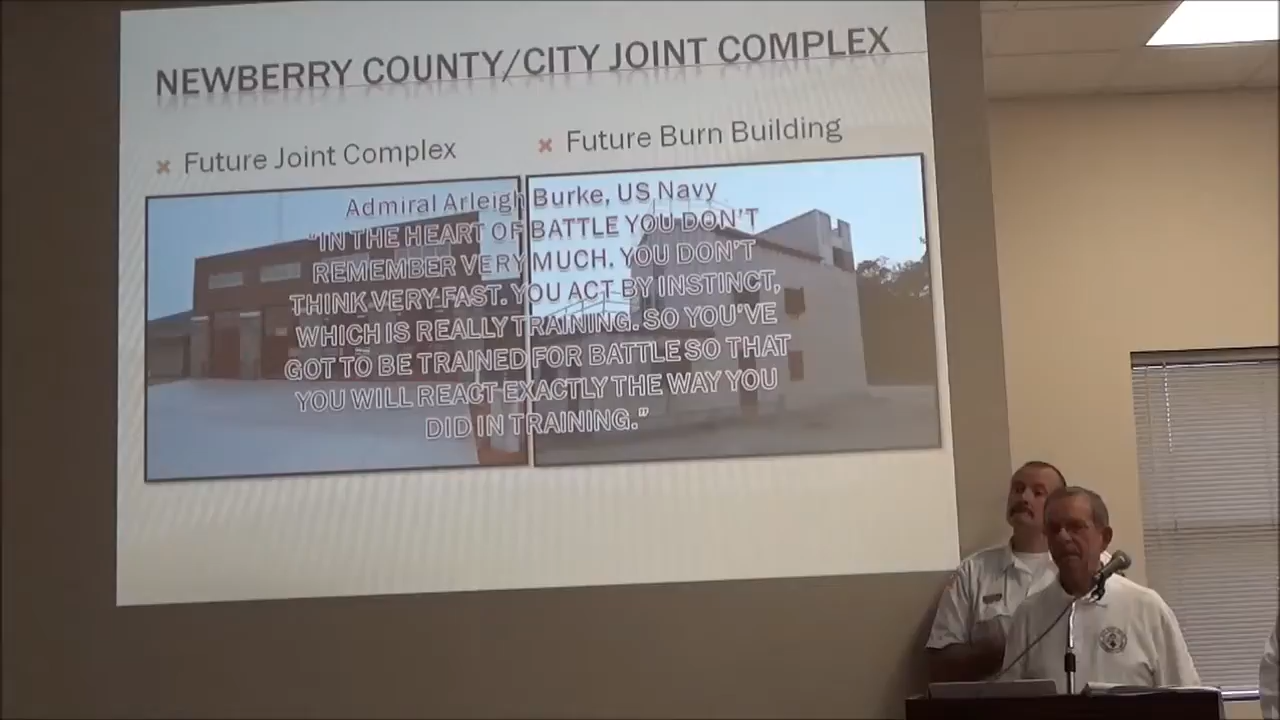 NEWBERRY COUNTY/CITY JOINT COMPLEX
Future Joint Complex
Future Burn Building
Admiral Arleigh Burke, US Navy
"IN THE HEART OF BATTLE YOU DON'T
REMEMBER VERY MUCH. YOU DON'T
THINK VERY FAST. YOU ACT BY INSTINCT,
WHICH IS REALLY TRAINING. SO YOU'VE
GOT TO BE TRAINED FOR BATTLE SO THAT
YOU WILL REACT EXACTLY THE WAY YOU
DID IN TRAINING."